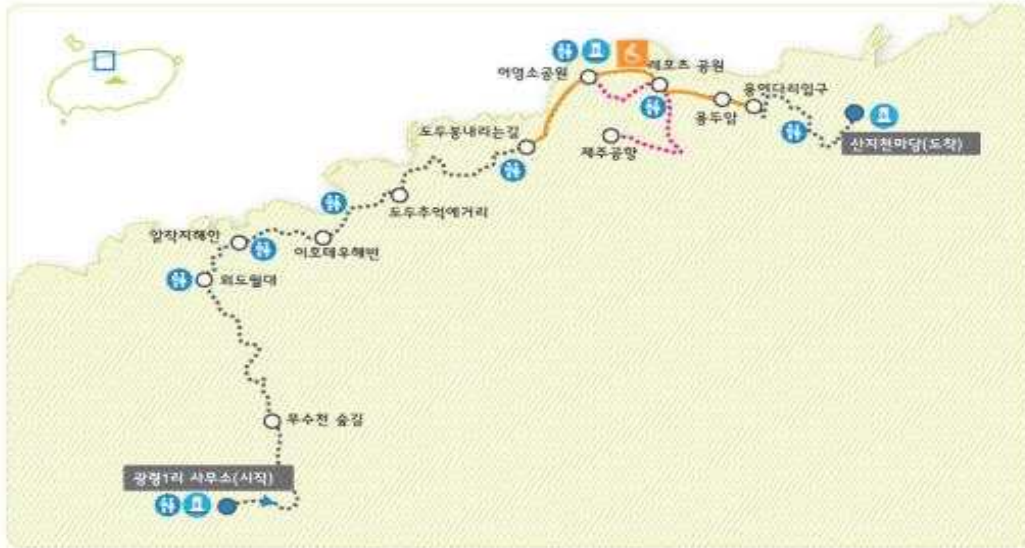 어영소공원
레포츠 공원
용연다리입구
용두암
산지천마당(도착)
도두봉내리는길
제주공항
도두추억애거리
알작지해안
이호테우해변
외도월대
무수천 숲길
광령1리 사무소(시작)